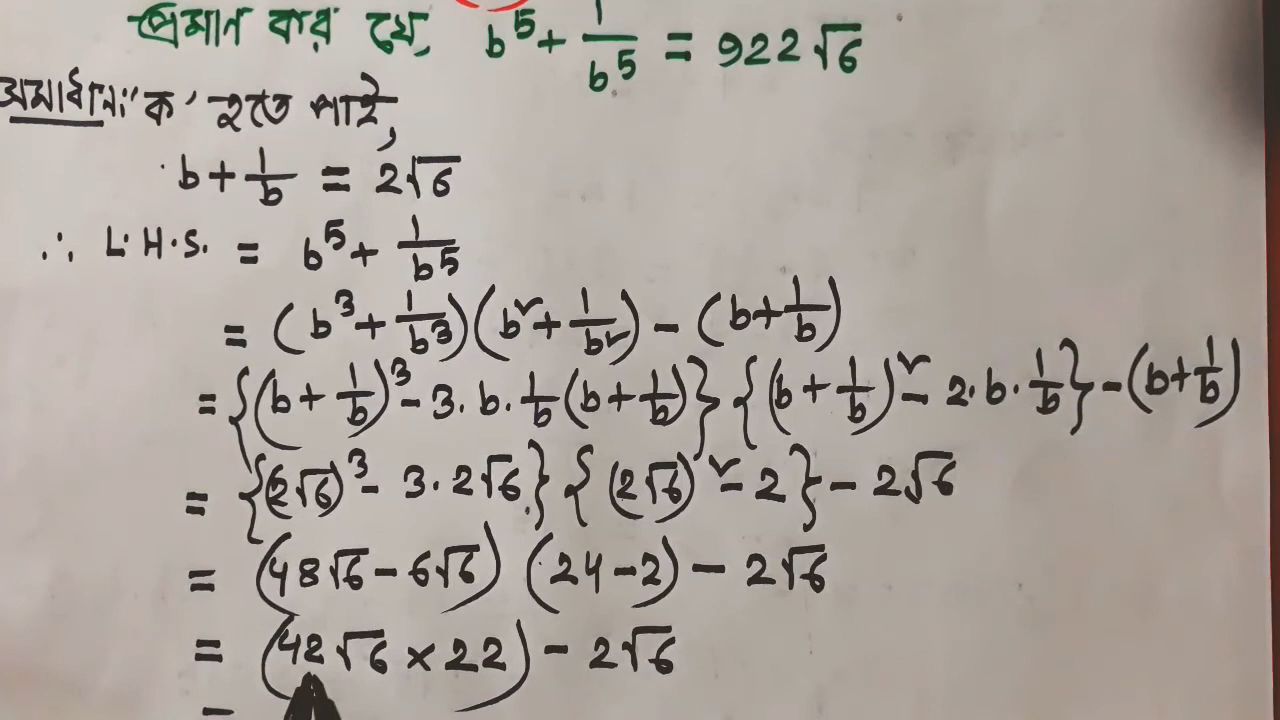 প্রমান কর যে, b⁵ + 1/b⁵ = 922√6
সমাধান: "ক' হতে পাই,
b + 1/b = 2√6
∴ L.H.S. = b⁵ + 1/b⁵
= (b³ + 1/b³)(b² + 1/b²) - (b + 1/b)
= {(b + 1/b)³ - 3.b.1/b(b + 1/b)} {(b + 1/b)² - 2.b.1/b} - (b + 1/b)
= {(2√6)³ - 3.2√6} {(2√6)² - 2} - 2√6
= (48√6 - 6√6) (24 - 2) - 2√6
= (42√6 × 22) - 2√6